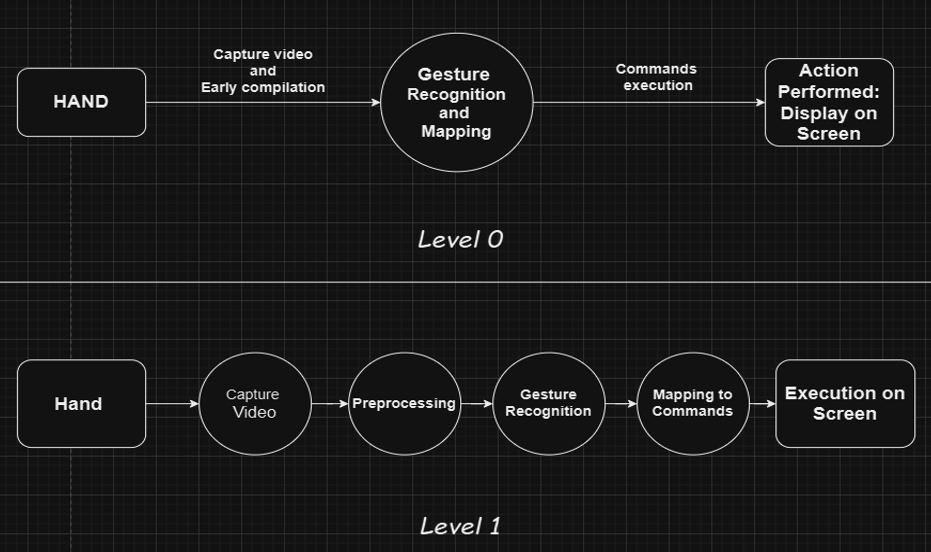 Capture video
and
Early compilation
HAND
Gesture
Recognition
and
Mapping
Commands
execution
Action
Performed:
Display on
Screen
Level 0
Hand
Capture
Video
Preprocessing
Gesture
Recognition
Mapping to
Commands
Execution on
Screen
Level 1